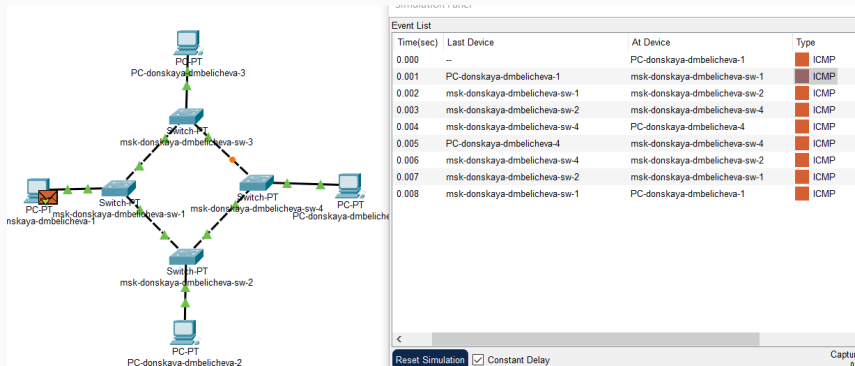 Simulation Panel
Event List
Time(sec) Last Device At Device Type
0.000 -- PC-donskaya-dmbelicheva-1 ICMP
0.001 PC-donskaya-dmbelicheva-1 msk-donskaya-dmbelicheva-sw-1 ICMP
0.002 msk-donskaya-dmbelicheva-sw-1 msk-donskaya-dmbelicheva-sw-2 ICMP
0.003 msk-donskaya-dmbelicheva-sw-2 msk-donskaya-dmbelicheva-sw-4 ICMP
0.004 msk-donskaya-dmbelicheva-sw-4 PC-donskaya-dmbelicheva-4 ICMP
0.005 PC-donskaya-dmbelicheva-4 msk-donskaya-dmbelicheva-sw-4 ICMP
0.006 msk-donskaya-dmbelicheva-sw-4 msk-donskaya-dmbelicheva-sw-2 ICMP
0.007 msk-donskaya-dmbelicheva-sw-2 msk-donskaya-dmbelicheva-sw-1 ICMP
0.008 msk-donskaya-dmbelicheva-sw-1 PC-donskaya-dmbelicheva-1 ICMP
Reset Simulation Constant Delay
Captu
PC-PT
PC-donskaya-dmbelicheva-3
Switch-PT
msk-donskaya-dmbelicheva-sw-3
PC-PT
nskaya-dmbelicheva-1
Switch-PT
msk-donskaya-dmbelicheva-sw-1
Switch-PT
msk-donskaya-dmbelicheva-sw-4
PC-PT
PC-donskaya-dmbeliche
Switch-PT
msk-donskaya-dmbelicheva-sw-2
PC-PT
PC-donskaya-dmbelicheva-2